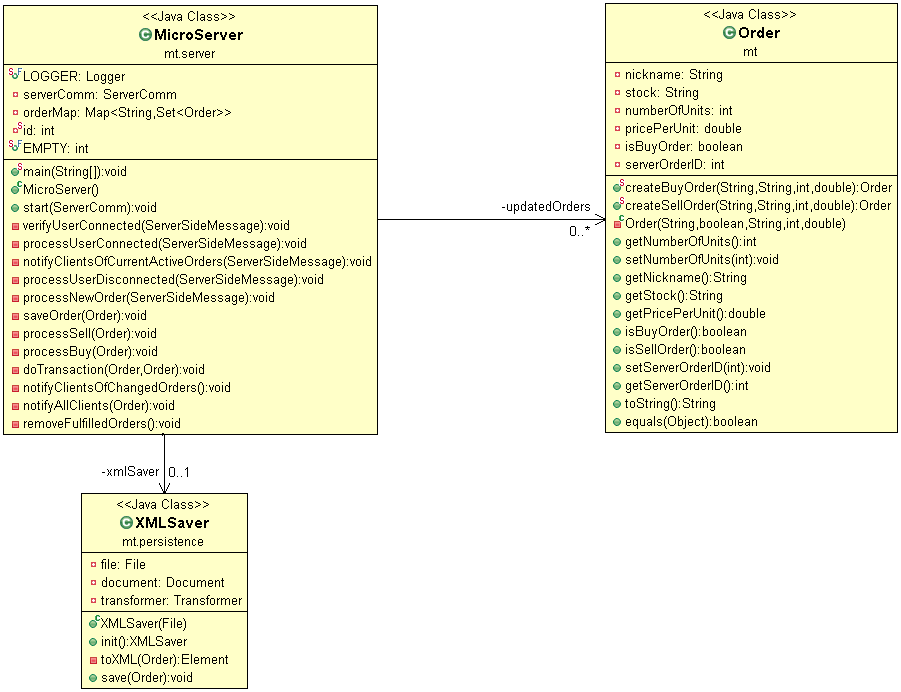 <<Java Class>>
MicroServer
mt.server
LOGGER: Logger
serverComm: ServerComm
orderMap: Map<String,Set<Order>>
id: int
EMPTY: int
main(String[]):void
MicroServer()
start(ServerComm):void
verifyUserConnected(ServerSideMessage):void
processUserConnected(ServerSideMessage):void
notifyClientsOfCurrentActiveOrders(ServerSideMessage):void
processUserDisconnected(ServerSideMessage):void
processNewOrder(ServerSideMessage):void
saveOrder(Order):void
processSell(Order):void
processBuy(Order):void
doTransaction(Order,Order):void
notifyClientsOfChangedOrders():void
notifyAllClients(Order):void
removeFulfilledOrders():void
-updatedOrders
0..*
<<Java Class>>
Order
mt
nickname: String
stock: String
numberOfUnits: int
pricePerUnit: double
isBuyOrder: boolean
serverOrderID: int
createBuyOrder(String,String,int,double):Order
createSellOrder(String,String,int,double):Order
Order(String,boolean,String,int,double)
getNumberOfUnits():int
setNumberOfUnits(int):void
getNickname():String
getStock():String
getPricePerUnit():double
isBuyOrder():boolean
isSellOrder():boolean
setServerOrderID(int):void
getServerOrderID():int
toString():String
equals(Object):boolean
-xmlSaver 0..1
<<Java Class>>
XMLSaver
mt.persistence
file: File
document: Document
transformer: Transformer
XMLSaver(File)
init():XMLSaver
toXML(Order):Element
save(Order):void